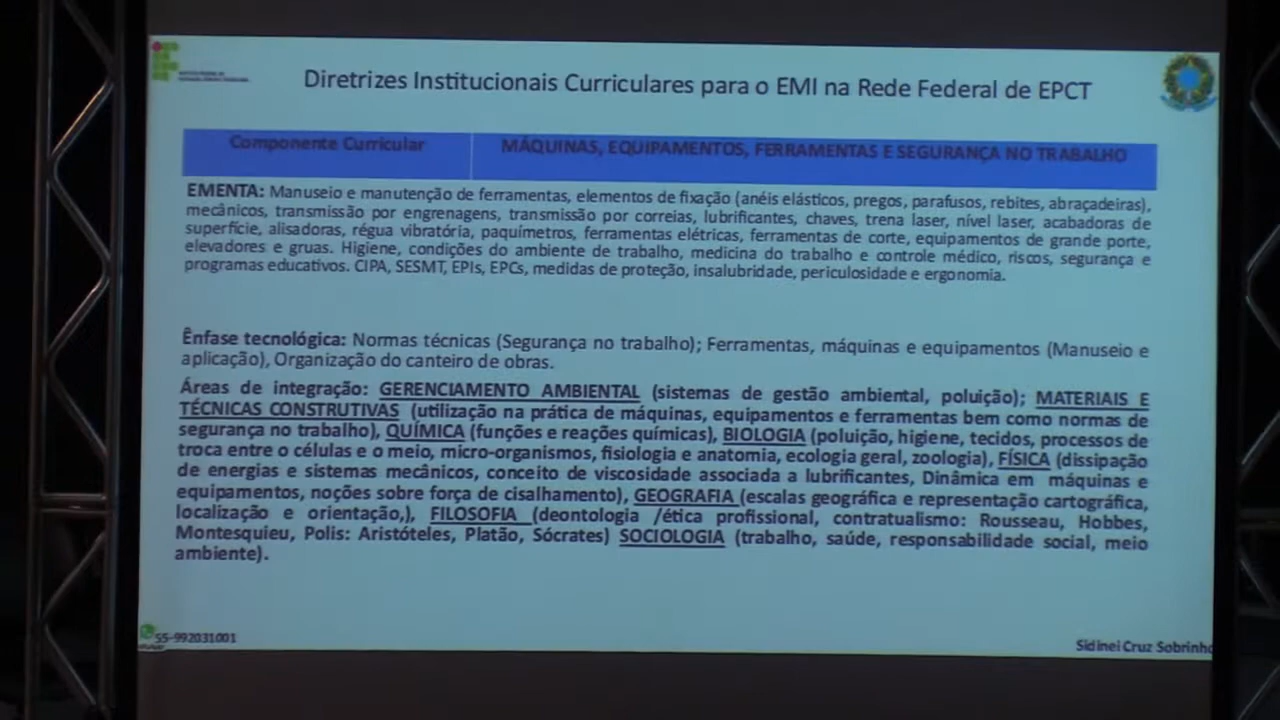 Diretrizes Institucionais Curriculares para o EMI na Rede Federal de EPCT
Componente Curricular
MÁQUINAS, EQUIPAMENTOS, FERRAMENTAS E SEGURANÇA NO TRABALHO
EMENTA: Manuseio e manutenção de ferramentas, elementos de fixação (anéis elásticos, pregos, parafusos, rebites, abraçadeiras),
mecânicos, transmissão por engrenagens, transmissão por correias, lubrificantes, chaves, trena laser, nível laser, acabadoras de
superfície, alisadoras, régua vibratória, paquímetros, ferramentas elétricas, ferramentas de corte, equipamentos de grande porte,
elevadores e gruas. Higiene, condições do ambiente de trabalho, medicina do trabalho e controle médico, riscos, segurança e
programas educativos. CIPA, SESMT, EPIs, EPCs, medidas de proteção, insalubridade, periculosidade e ergonomia.
Ênfase tecnológica: Normas técnicas (Segurança no trabalho); Ferramentas, máquinas e equipamentos (Manuseio e
aplicação), Organização do canteiro de obras.
Áreas de integração: GERENCIAMENTO AMBIENTAL (sistemas de gestão ambiental, poluição); MATERIAIS E
TÉCNICAS CONSTRUTIVAS (utilização na prática de máquinas, equipamentos e ferramentas bem como normas de
segurança no trabalho), QUÍMICA (funções e reações químicas), BIOLOGIA (poluição, higiene, tecidos, processos de
troca entre o células e o meio, micro-organismos, fisiologia e anatomia, ecologia geral, zoologia), FÍSICA (dissipação
de energias e sistemas mecânicos, conceito de viscosidade associada a lubrificantes, Dinâmica em máquinas e
equipamentos, noções sobre força de cisalhamento), GEOGRAFIA (escalas geográfica e representação cartográfica,
localização e orientação,), FILOSOFIA (deontologia /ética profissional, contratualismo: Rousseau, Hobbes,
Montesquieu, Polis: Aristóteles, Platão, Sócrates) SOCIOLOGIA (trabalho, saúde, responsabilidade social, meio
ambiente).
55-992031001
Sidinei Cruz Sobrinho